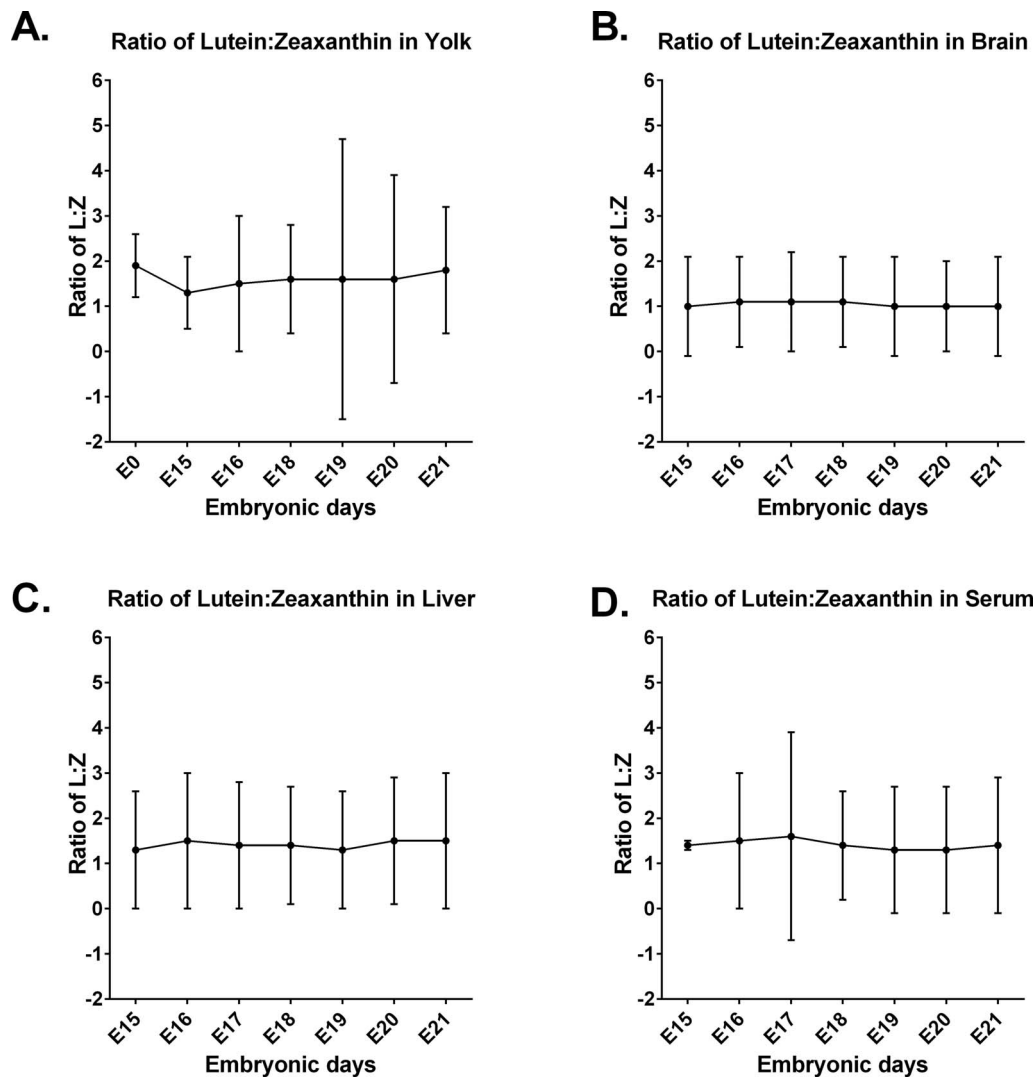 A.
Ratio of Lutein:Zeaxanthin in Yolk
6
5
4
3
2
1
0
-1
-2
Ratio of L:Z
E0
E15
E16
E18
E19
E20
E21
Embryonic days
B.
Ratio of Lutein:Zeaxanthin in Brain
6
5
4
3
2
1
0
-1
-2
Ratio of L:Z
E15
E16
E17
E18
E19
E20
E21
Embryonic days
C.
Ratio of Lutein:Zeaxanthin in Liver
6
5
4
3
2
1
0
-1
-2
Ratio of L:Z
E15
E16
E17
E18
E19
E20
E21
Embryonic days
D.
Ratio of Lutein:Zeaxanthin in Serum
6
5
4
3
2
1
0
-1
-2
Ratio of L:Z
E15
E16
E17
E18
E19
E20
E21
Embryonic days